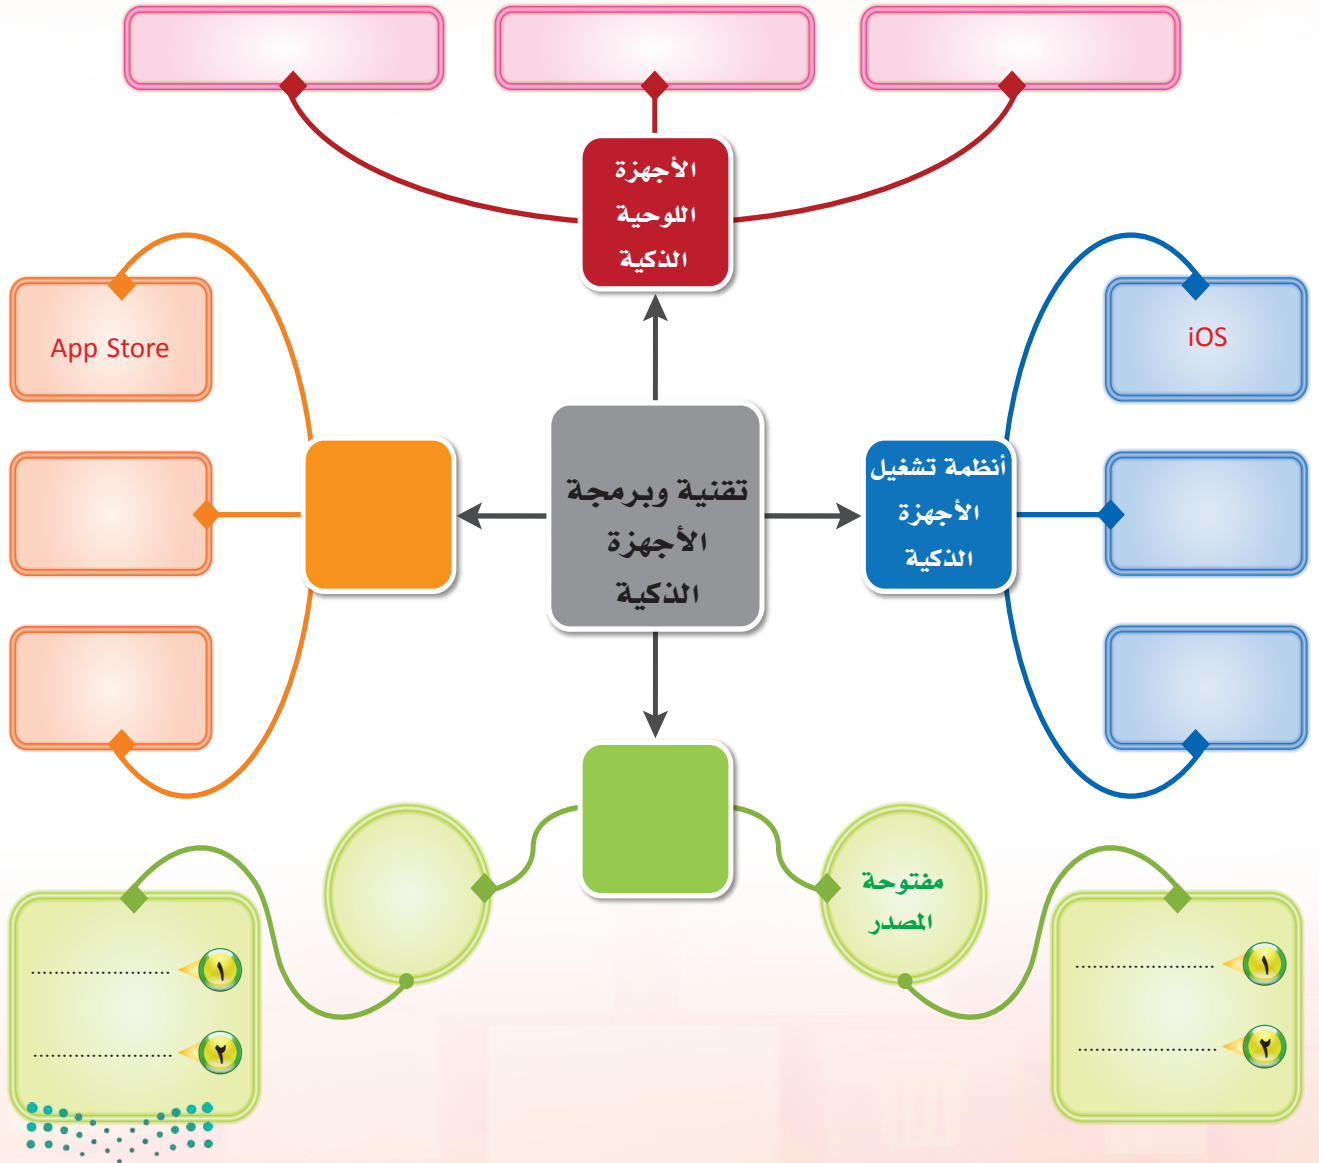 الأجهزة
اللوحية
الذكية
iOS
App Store
أنظمة تشغيل
الأجهزة
الذكية
تقنية وبرمجة
الأجهزة
الذكية
مفتوحة
المصدر
١ ........................
٢ ........................
١ ........................
٢ ........................